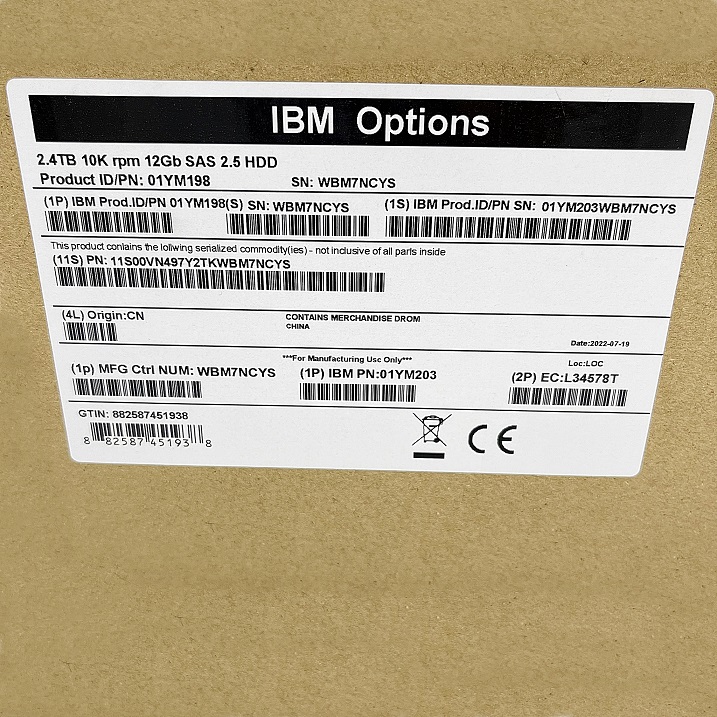 IBM Options
2.4TB 10K rpm 12Gb SAS 2.5 HDD
Product ID/PN: 01YM198 SN: WBM7NCYS
(1P) IBM Prod.ID/PN 01YM198(S) SN: WBM7NCYS (1S) IBM Prod.ID/PN SN: 01YM203WBM7NCYS
This product contains the lolliwing serialized commodity(ies) - not inclusive of all parls inside
(11S) PN: 11S00VN497Y2TKWBM7NCYS
(4L) Origin:CN CONTAINS MERCHANDISE DROM
CHINA
Date:2022-07-19
***For Manufacturing Use Only*** Loc:LOC
(1p) MFG Ctrl NUM: WBM7NCYS (1P) IBM PN:01YM203 (2P) EC:L34578T
GTIN: 882587451938
8 82587 45193 8
CE